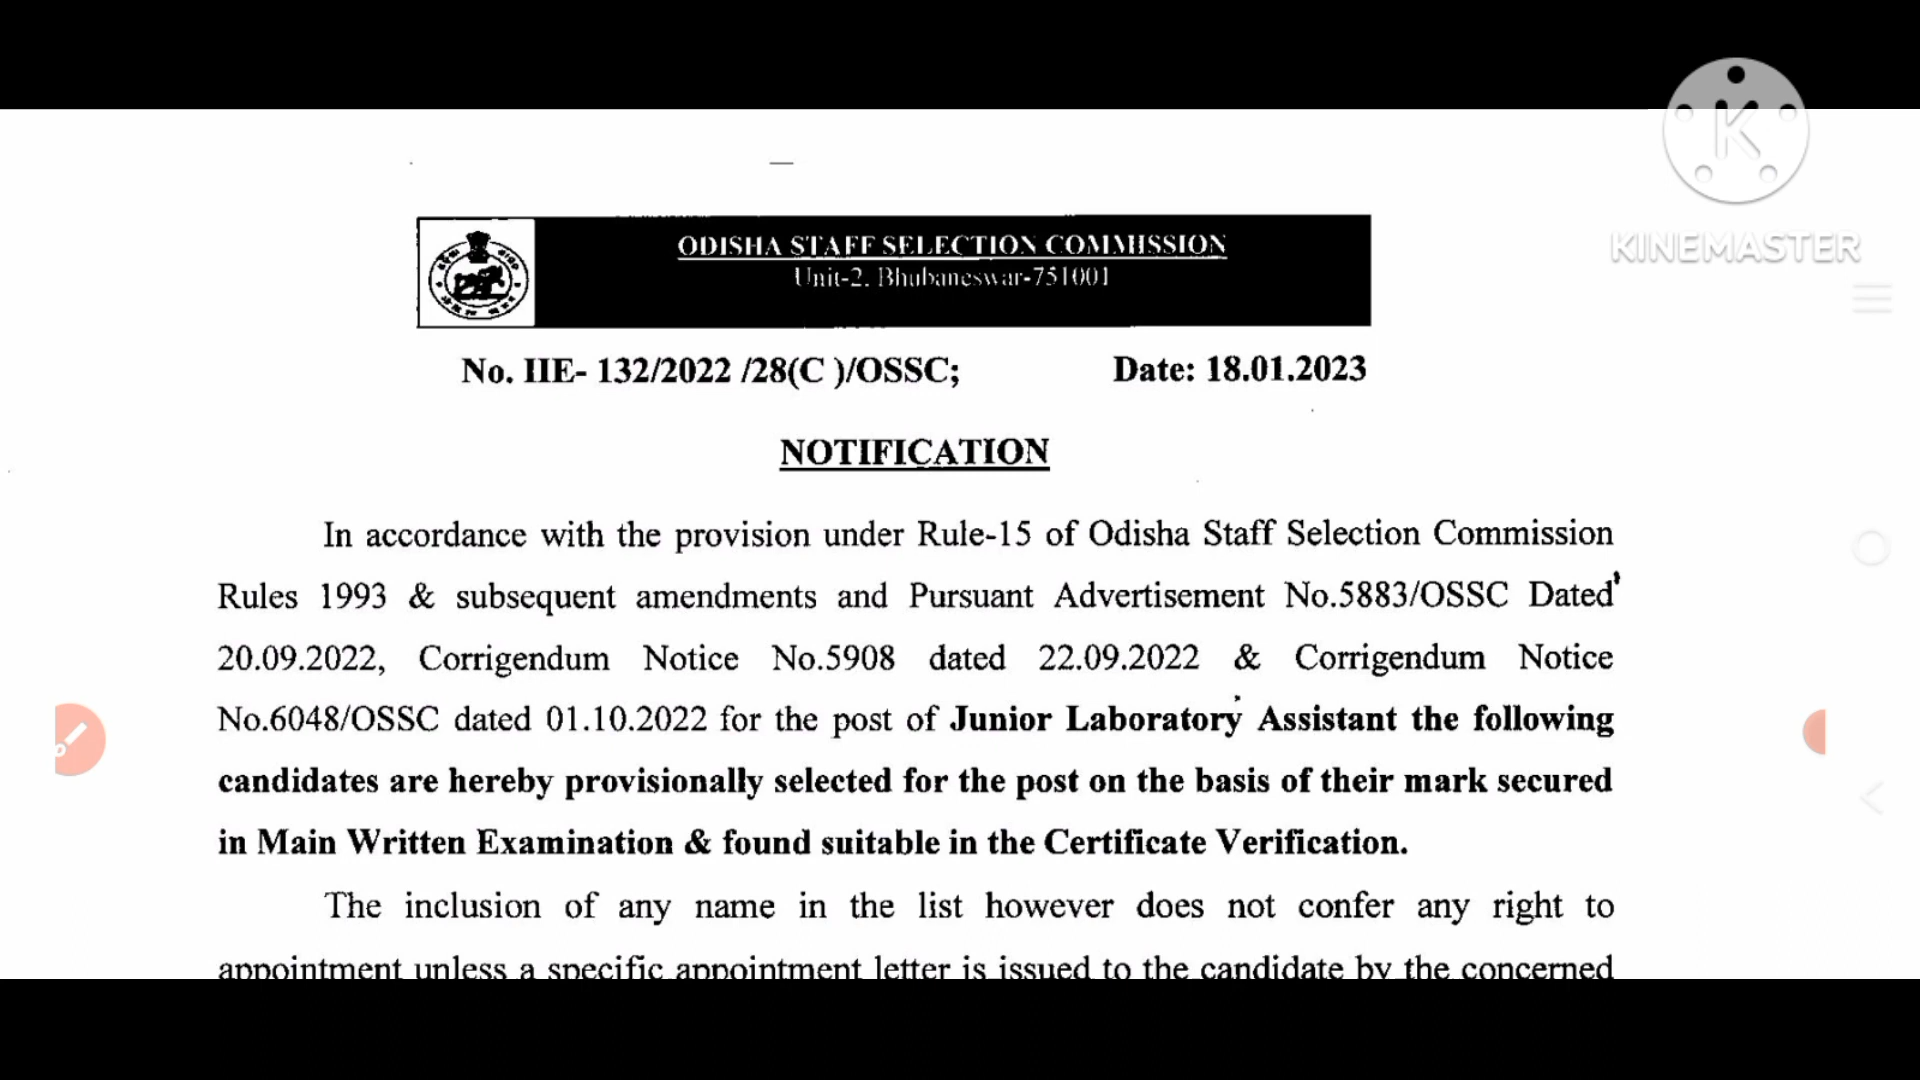 KINEMASTER
ODISHA STAFF SELECTION COMMISSION
Unit-2, Bhubaneswar-751001
No. IIE- 132/2022 /28(C )/OSSC;
Date: 18.01.2023
NOTIFICATION
In accordance with the provision under Rule-15 of Odisha Staff Selection Commission
Rules 1993 & subsequent amendments and Pursuant Advertisement No.5883/OSSC Dated
20.09.2022, Corrigendum Notice No.5908 dated 22.09.2022 & Corrigendum Notice
No.6048/OSSC dated 01.10.2022 for the post of Junior Laboratory Assistant the following
candidates are hereby provisionally selected for the post on the basis of their mark secured
in Main Written Examination & found suitable in the Certificate Verification.
The inclusion of any name in the list however does not confer any right to
appointment unless a specific appointment letter is issued to the candidate by the concerned